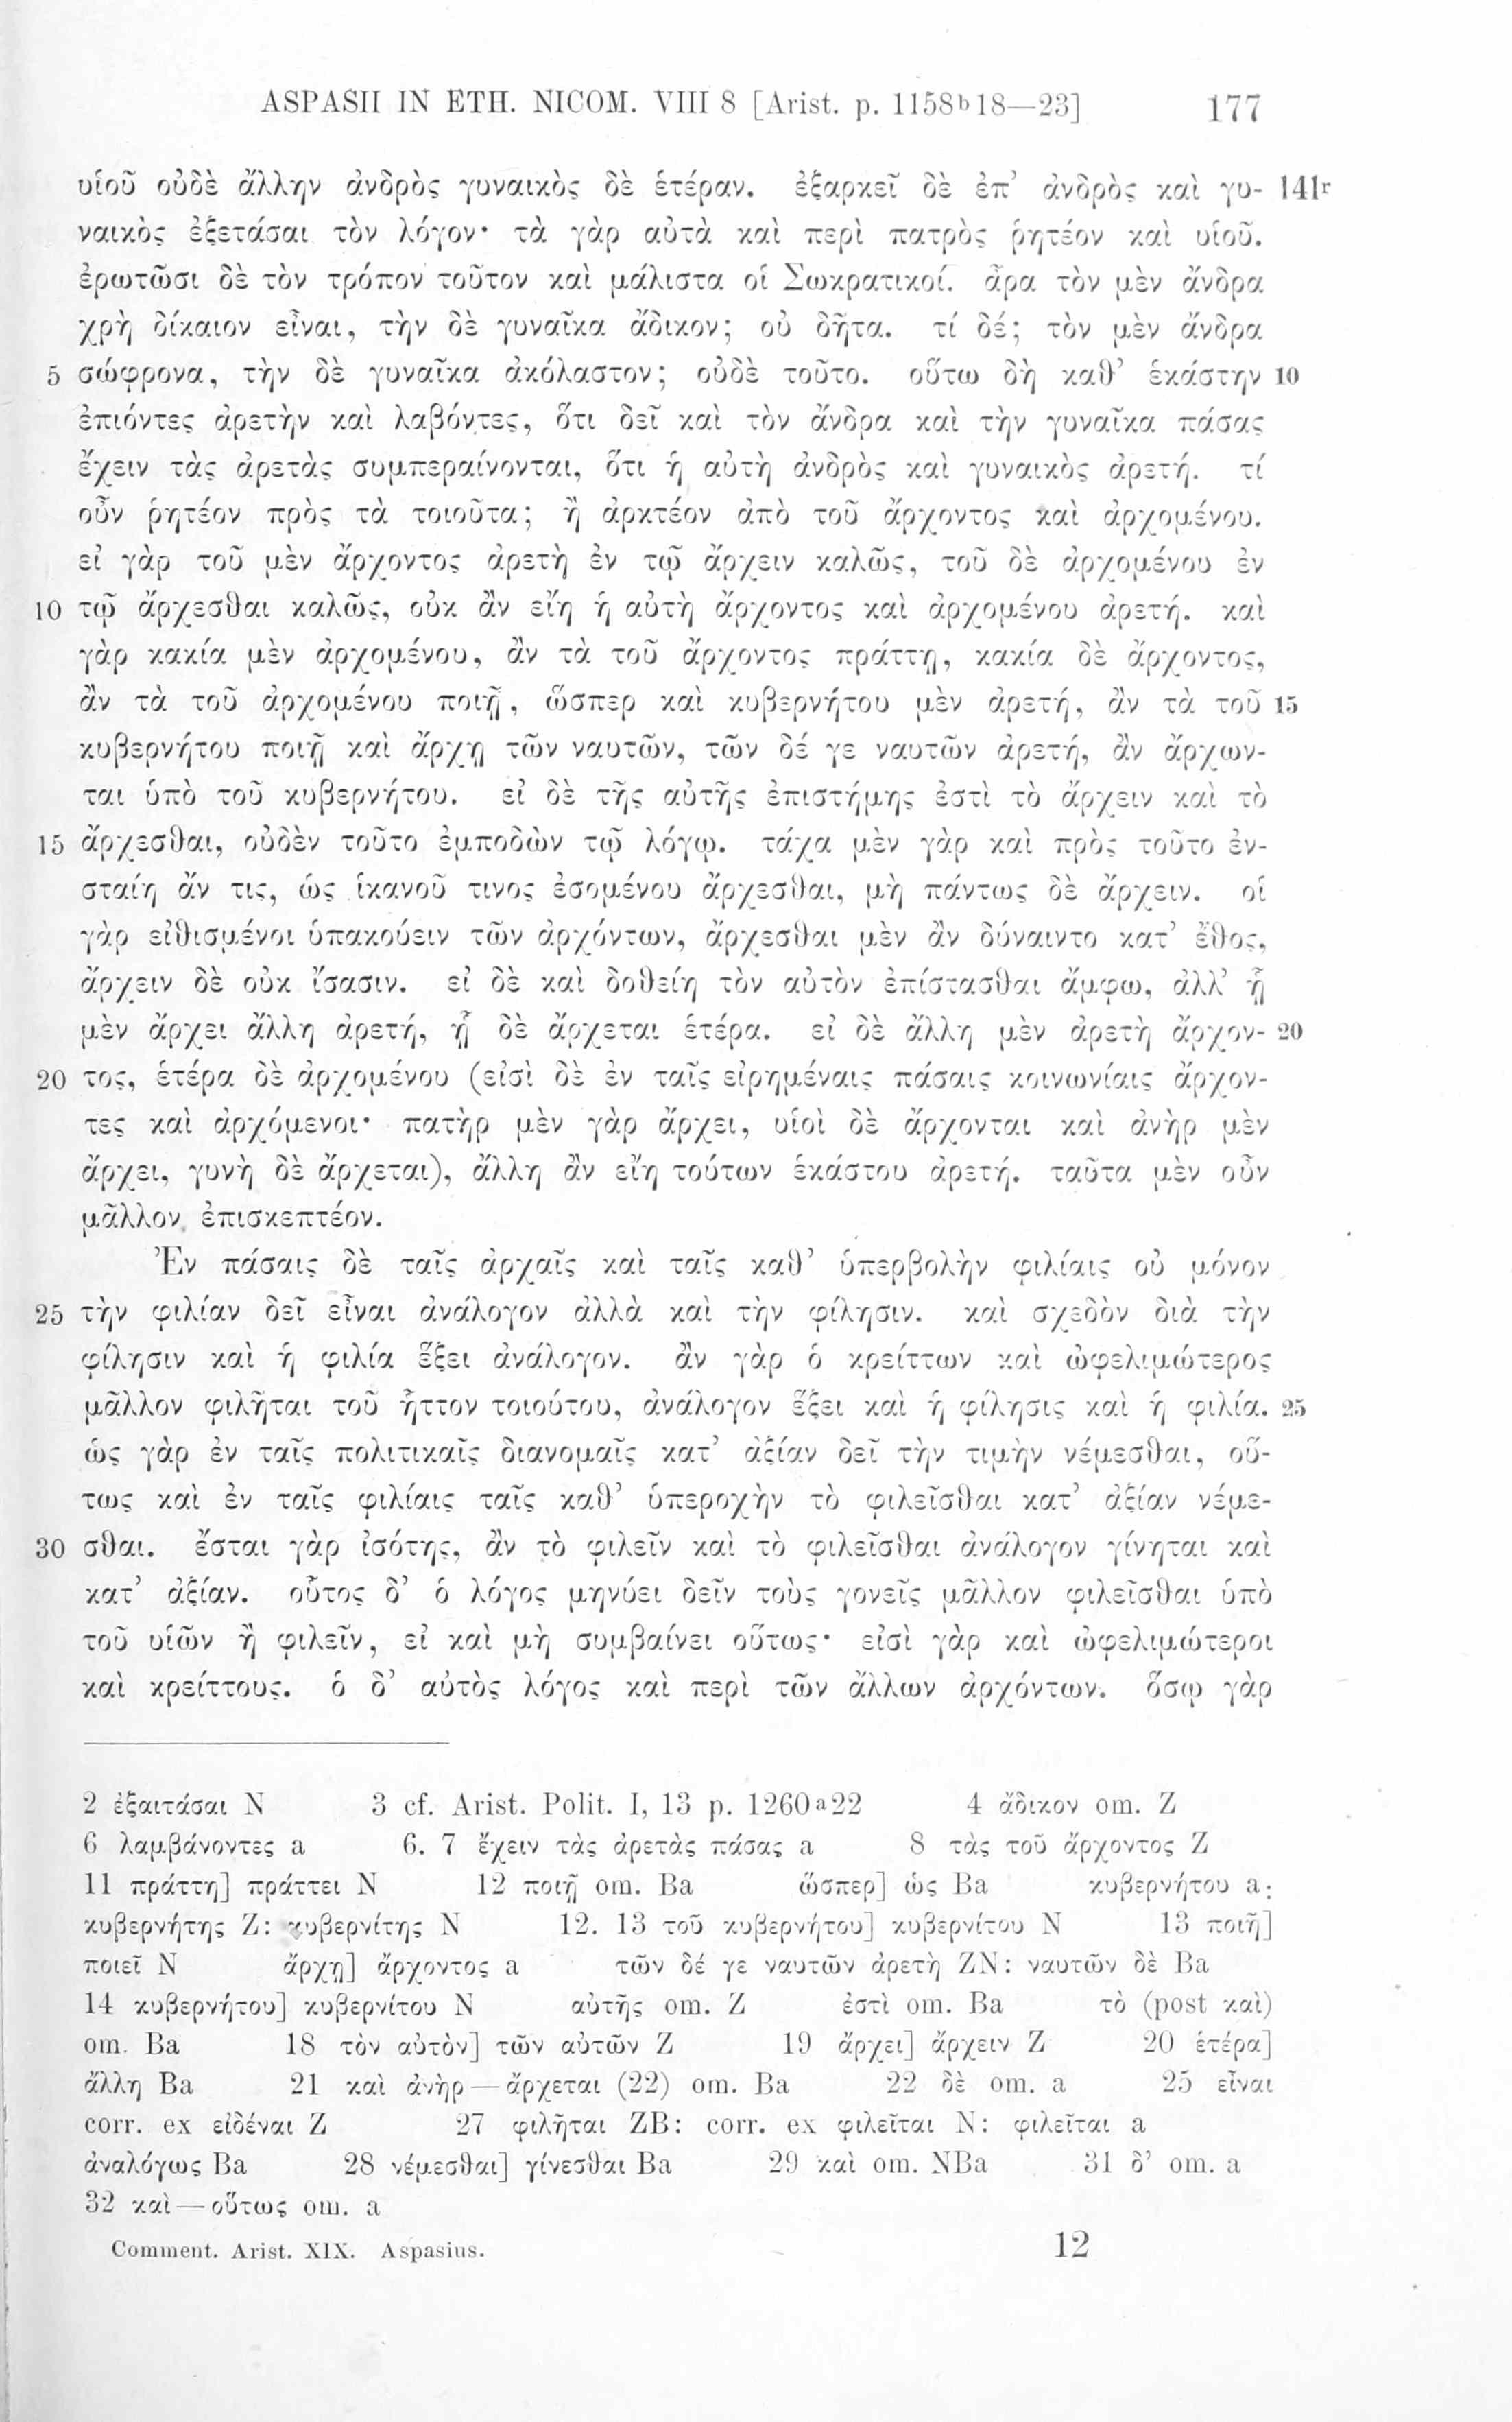 ASPASII IN ETH. NICOM. VIII 8 [Arist. p. 1158ᵇ18—23] 177
υἱοῦ οὐδὲ ἄλλην ἀνδρὸς γυναικὸς δὲ ἑτέραν. ἐξαρκεῖ δὲ ἐπ’ ἀνδρὸς καὶ γυ- 141ʳ
ναικὸς ἐξετάσαι τὸν λόγον· τὰ γὰρ αὐτὰ καὶ περὶ πατρὸς ῥητέον καὶ υἱοῦ.
ἐρωτῶσι δὲ τὸν τρόπον τοῦτον καὶ μάλιστα οἱ Σωκρατικοί. ἆρα τὸν μὲν ἄνδρα
χρὴ δίκαιον εἶναι, τὴν δὲ γυναῖκα ἄδικον; οὐ δῆτα. τί δέ; τὸν μὲν ἄνδρα
5 σώφρονα, τὴν δὲ γυναῖκα ἀκόλαστον; οὐδὲ τοῦτο. οὕτω δὴ καθ’ ἑκάστην 10
ἐπιόντες ἀρετὴν καὶ λαβόντες, ὅτι δεῖ καὶ τὸν ἄνδρα καὶ τὴν γυναῖκα πάσας
ἔχειν τὰς ἀρετὰς συμπεραίνονται, ὅτι ἡ αὐτὴ ἀνδρὸς καὶ γυναικὸς ἀρετή. τί
οὖν ῥητέον πρὸς τὰ τοιοῦτα; ἢ ἀρκτέον ἀπὸ τοῦ ἄρχοντος καὶ ἀρχομένου.
εἰ γὰρ τοῦ μὲν ἄρχοντος ἀρετὴ ἐν τῷ ἄρχειν καλῶς, τοῦ δὲ ἀρχομένου ἐν
10 τῷ ἄρχεσθαι καλῶς, οὐκ ἂν εἴη ἡ αὐτὴ ἄρχοντος καὶ ἀρχομένου ἀρετή. καὶ
γὰρ κακία μὲν ἀρχομένου, ἂν τὰ τοῦ ἄρχοντος πράττῃ, κακία δὲ ἄρχοντος,
ἂν τὰ τοῦ ἀρχομένου ποιῇ, ὥσπερ καὶ κυβερνήτου μὲν ἀρετή, ἂν τὰ τοῦ 15
κυβερνήτου ποιῇ καὶ ἄρχῃ τῶν ναυτῶν, τῶν δέ γε ναυτῶν ἀρετή, ἂν ἄρχων-
ται ὑπὸ τοῦ κυβερνήτου. εἰ δὲ τῆς αὐτῆς ἐπιστήμης ἐστὶ τὸ ἄρχειν καὶ τὸ
15 ἄρχεσθαι, οὐδὲν τοῦτο ἐμποδὼν τῷ λόγῳ. τάχα μὲν γὰρ καὶ πρὸς τοῦτο ἐν-
σταίη ἄν τις, ὡς ἱκανοῦ τινος ἐσομένου ἄρχεσθαι, μὴ πάντως δὲ ἄρχειν. οἱ
γὰρ εἰθισμένοι ὑπακούειν τῶν ἀρχόντων, ἄρχεσθαι μὲν ἂν δύναιντο κατ’ ἔθος,
ἄρχειν δὲ οὐκ ἴσασιν. εἰ δὲ καὶ δοθείη τὸν αὐτὸν ἐπίστασθαι ἄμφω, ἀλλ’ ᾗ
μὲν ἄρχει ἄλλη ἀρετή, ᾗ δὲ ἄρχεται ἑτέρα. εἰ δὲ ἄλλη μὲν ἀρετὴ ἄρχον- 20
20 τος, ἑτέρα δὲ ἀρχομένου (εἰσὶ δὲ ἐν ταῖς εἰρημέναις πάσαις κοινωνίαις ἄρχον-
τες καὶ ἀρχόμενοι· πατὴρ μὲν γὰρ ἄρχει, υἱοὶ δὲ ἄρχονται καὶ ἀνὴρ μὲν
ἄρχει, γυνὴ δὲ ἄρχεται), ἄλλη ἂν εἴη τούτων ἑκάστου ἀρετή. ταῦτα μὲν οὖν
μᾶλλον ἐπισκεπτέον.
Ἐν πάσαις δὲ ταῖς ἀρχαῖς καὶ ταῖς καθ’ ὑπερβολὴν φιλίαις οὐ μόνον
25 τὴν φιλίαν δεῖ εἶναι ἀνάλογον ἀλλὰ καὶ τὴν φίλησιν. καὶ σχεδὸν διὰ τὴν
φίλησιν καὶ ἡ φιλία ἕξει ἀνάλογον. ἂν γὰρ ὁ κρείττων καὶ ὠφελιμώτερος
μᾶλλον φιλῆται τοῦ ἧττον τοιούτου, ἀνάλογον ἕξει καὶ ἡ φίλησις καὶ ἡ φιλία. 25
ὡς γὰρ ἐν ταῖς πολιτικαῖς διανομαῖς κατ’ ἀξίαν δεῖ τὴν τιμὴν νέμεσθαι, οὕ-
τως καὶ ἐν ταῖς φιλίαις ταῖς καθ’ ὑπεροχὴν τὸ φιλεῖσθαι κατ’ ἀξίαν νέμε-
30 σθαι. ἔσται γὰρ ἰσότης, ἂν τὸ φιλεῖν καὶ τὸ φιλεῖσθαι ἀνάλογον γίνηται καὶ
κατ’ ἀξίαν. οὗτος δ’ ὁ λόγος μηνύει δεῖν τοὺς γονεῖς μᾶλλον φιλεῖσθαι ὑπὸ
τοῦ υἱῶν ἢ φιλεῖν, εἰ καὶ μὴ συμβαίνει οὕτως· εἰσὶ γὰρ καὶ ὠφελιμώτεροι
καὶ κρείττους. ὁ δ’ αὐτὸς λόγος καὶ περὶ τῶν ἄλλων ἀρχόντων. ὅσῳ γὰρ
2 ἐξαιτάσαι N 3 cf. Arist. Polit. I, 13 p. 1260ᵃ22 4 ἄδικον om. Z
6 λαμβάνοντες a 6. 7 ἔχειν τὰς ἀρετὰς πάσας a 8 τὰς τοῦ ἄρχοντος Z
11 πράττῃ] πράττει N 12 ποιῇ om. Ba ὥσπερ] ὡς Ba κυβερνήτου a:
κυβερνήτης Z: κυβερνίτης N 12. 13 τοῦ κυβερνήτου] κυβερνίτου N 13 ποιῇ]
ποιεῖ N ἄρχῃ] ἄρχοντος a τῶν δέ γε ναυτῶν ἀρετὴ ZN: ναυτῶν δὲ Ba
14 κυβερνήτου] κυβερνίτου N αὐτῆς om. Z ἐστὶ om. Ba τὸ (post καὶ)
om. Ba 18 τὸν αὐτὸν] τῶν αὐτῶν Z 19 ἄρχει] ἄρχειν Z 20 ἑτέρα]
ἄλλη Ba 21 καὶ ἀνὴρ — ἄρχεται (22) om. Ba 22 δὲ om. a 25 εἶναι
corr. ex εἰδέναι Z 27 φιλῆται ZB: corr. ex φιλεῖται N: φιλεῖται a
ἀναλόγως Ba 28 νέμεσθαι] γίνεσθαι Ba 29 καὶ om. NBa 31 δ’ om. a
32 καὶ — οὕτως om. a
Comment. Arist. XIX. Aspasius. 12